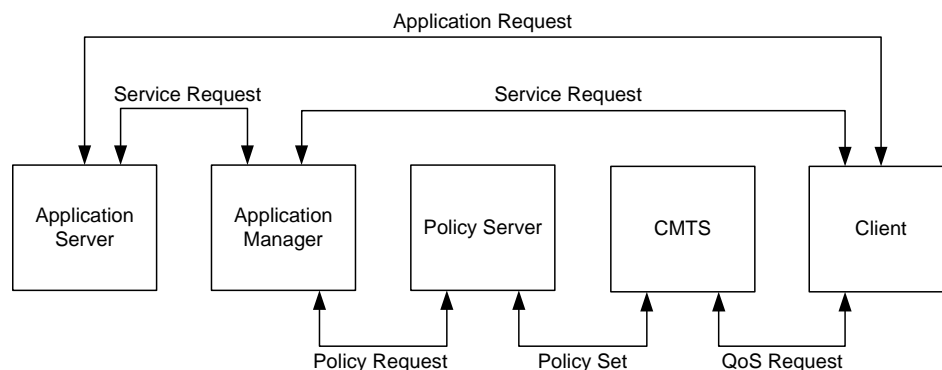 Application Request
Service Request
Service Request
Application
Server
Application
Manager
Policy Server
CMTS
Client
Policy Request
Policy Set
QoS Request